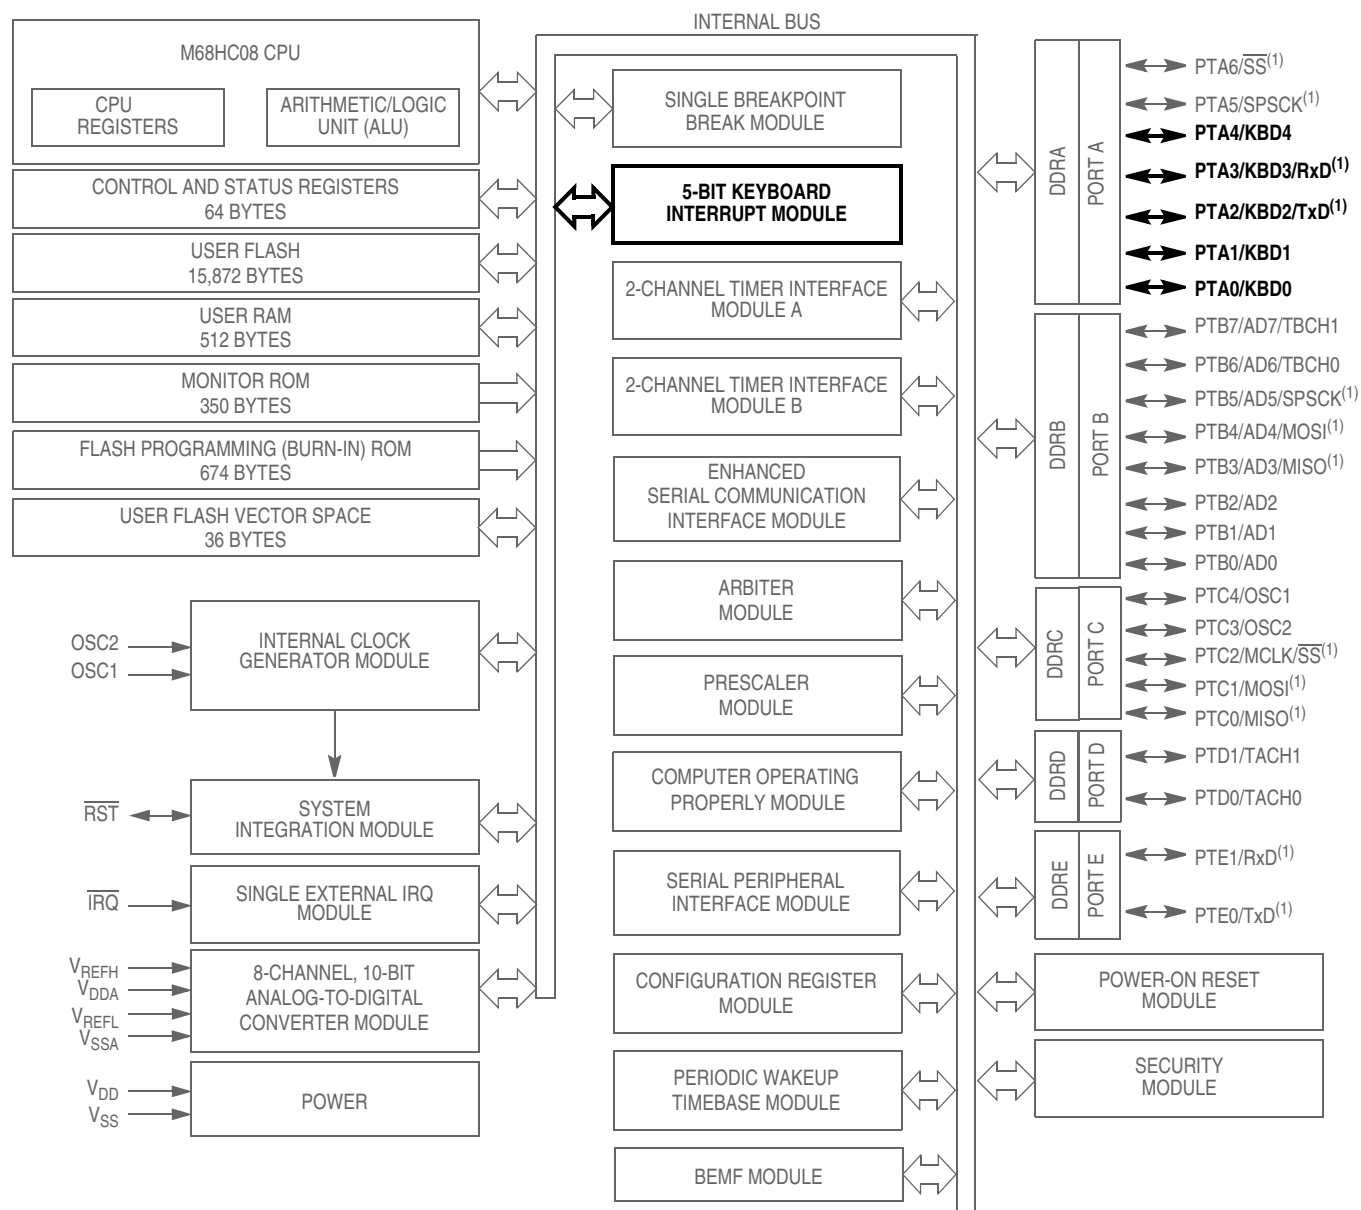 INTERNAL BUS
M68HC08 CPU
CPU
REGISTERS
ARITHMETIC/LOGIC
UNIT (ALU)
CONTROL AND STATUS REGISTERS
64 BYTES
USER FLASH
15,872 BYTES
USER RAM
512 BYTES
MONITOR ROM
350 BYTES
FLASH PROGRAMMING (BURN-IN) ROM
674 BYTES
USER FLASH VECTOR SPACE
36 BYTES
OSC2
OSC1
INTERNAL CLOCK
GENERATOR MODULE
RST
SYSTEM
INTEGRATION MODULE
IRQ
SINGLE EXTERNAL IRQ
MODULE
VREFH
VDDA
VREFL
VSSA
8-CHANNEL, 10-BIT
ANALOG-TO-DIGITAL
CONVERTER MODULE
VDD
VSS
POWER
SINGLE BREAKPOINT
BREAK MODULE
5-BIT KEYBOARD
INTERRUPT MODULE
2-CHANNEL TIMER INTERFACE
MODULE A
2-CHANNEL TIMER INTERFACE
MODULE B
ENHANCED
SERIAL COMMUNICATION
INTERFACE MODULE
ARBITER
MODULE
PRESCALER
MODULE
COMPUTER OPERATING
PROPERLY MODULE
SERIAL PERIPHERAL
INTERFACE MODULE
CONFIGURATION REGISTER
MODULE
PERIODIC WAKEUP
TIMEBASE MODULE
BEMF MODULE
DDRA
PORT A
PTA6/SS(1)
PTA5/SPSCK(1)
PTA4/KBD4
PTA3/KBD3/RxD(1)
PTA2/KBD2/TxD(1)
PTA1/KBD1
PTA0/KBD0
DDRB
PORT B
PTB7/AD7/TBCH1
PTB6/AD6/TBCH0
PTB5/AD5/SPSCK(1)
PTB4/AD4/MOSI(1)
PTB3/AD3/MISO(1)
PTB2/AD2
PTB1/AD1
PTB0/AD0
DDRC
PORT C
PTC4/OSC1
PTC3/OSC2
PTC2/MCLK/SS(1)
PTC1/MOSI(1)
PTC0/MISO(1)
DDRD
PORT D
PTD1/TACH1
PTD0/TACH0
DDRE
PORT E
PTE1/RxD(1)
PTE0/TxD(1)
POWER-ON RESET
MODULE
SECURITY
MODULE